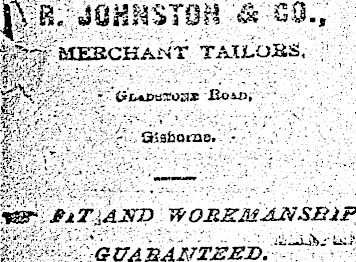 R. JOHNSTON & CO.,
MERCHANT TAILORS,
GLADSTONE ROAD,
Gisborne.
FIT AND WORKMANSHIP
GUARANTEED.